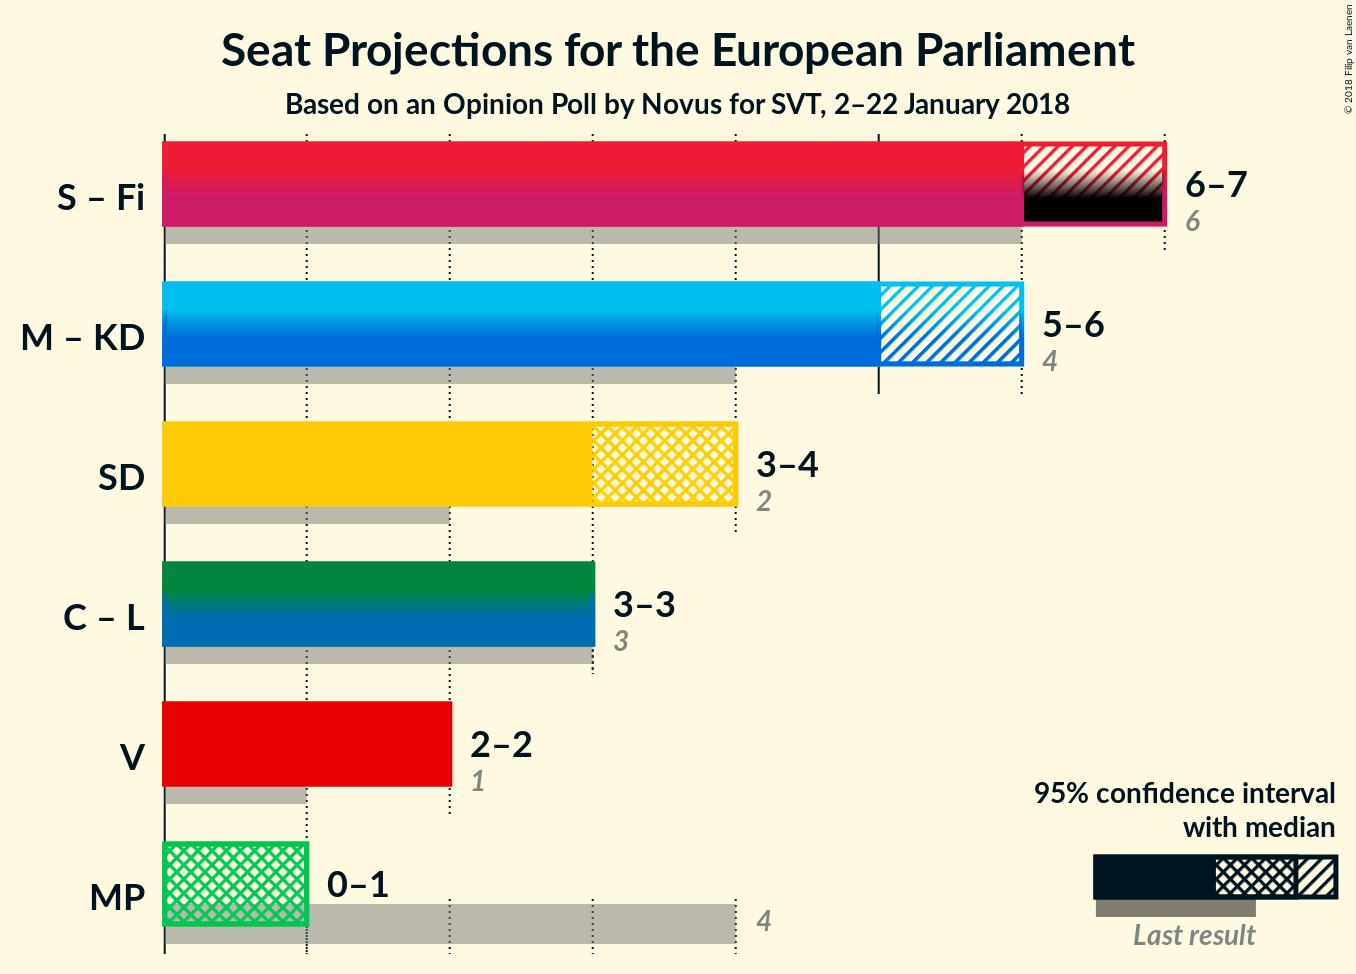 Seat Projections for the European Parliament
Based on an Opinion Poll by Novus for SVT, 2–22 January 2018
© 2018 Filip van Laenen
S – Fi
6–7
6
M – KD
5–6
4
SD
3–4
2
C – L
3–3
3
V
2–2
1
MP
0–1
4
95% confidence interval
with median
Last result